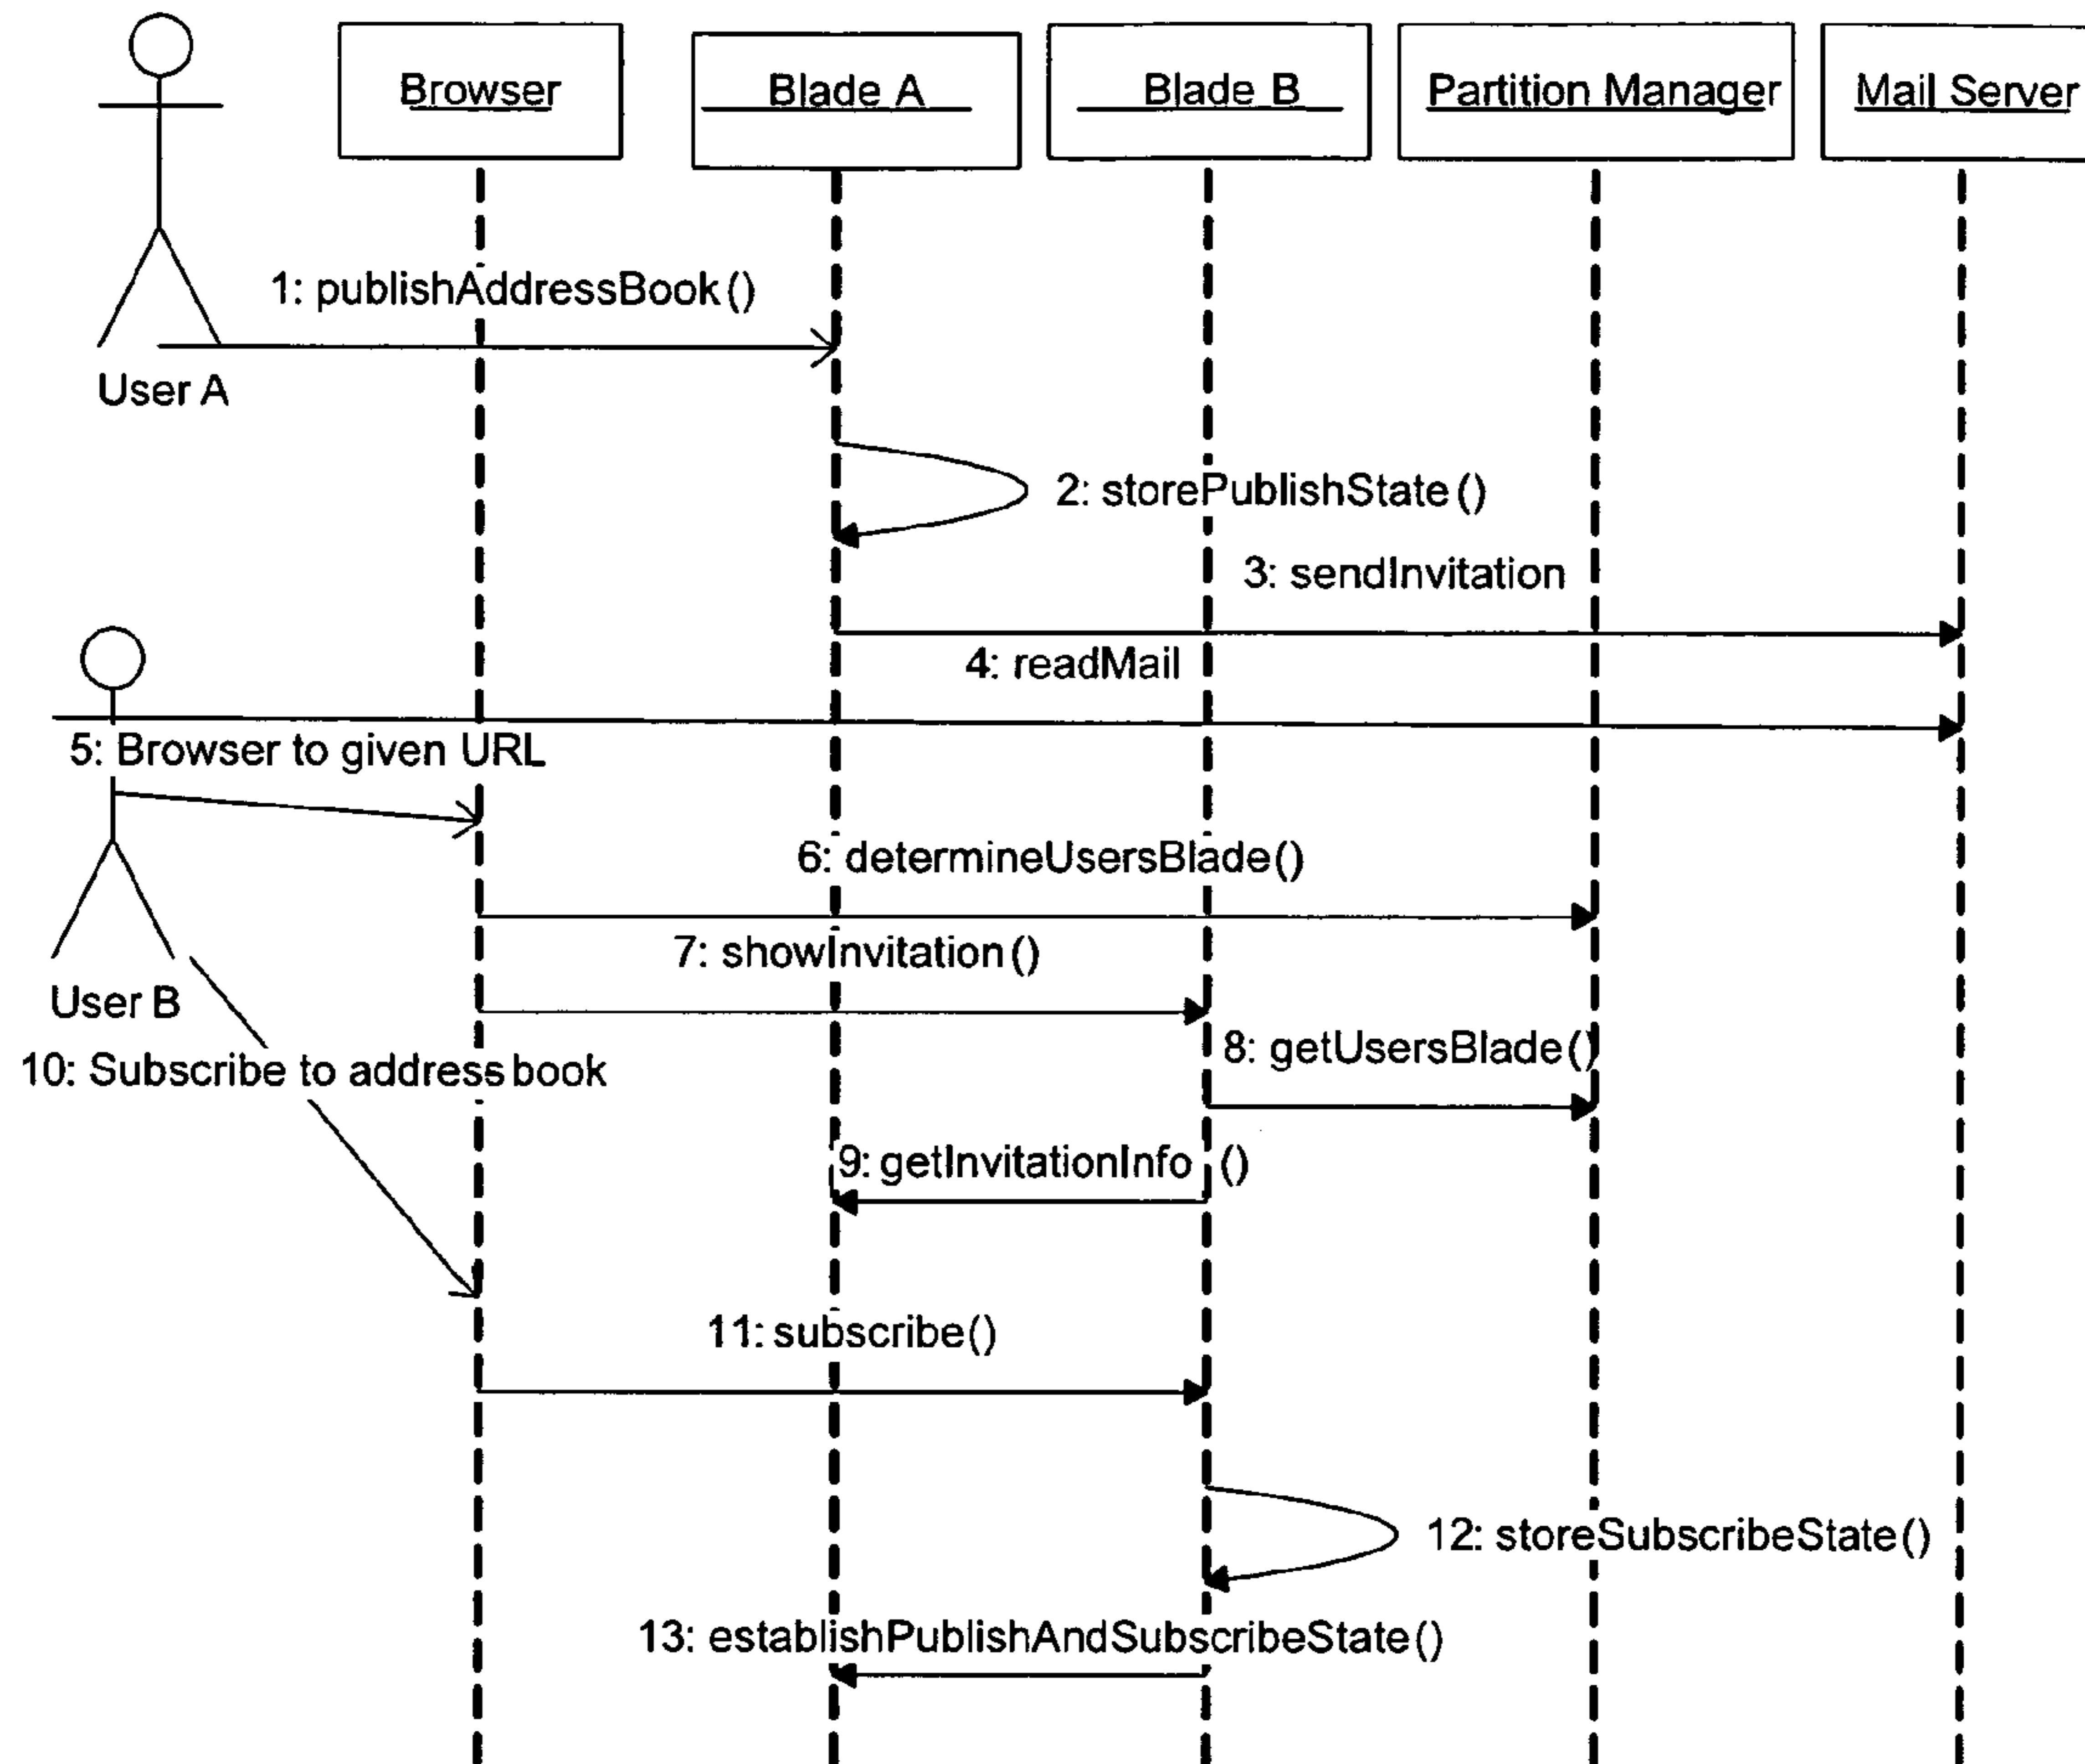 Browser
Blade A
Blade B
Partition Manager
Mail Server
1: publishAddressBook()
User A
2: storePublishState()
3: sendInvitation
4: readMail
5: Browser to given URL
6: determineUsersBlade()
7: showInvitation()
User B
8: getUsersBlade()
10: Subscribe to address book
9: getInvitationInfo ()
11: subscribe()
12: storeSubscribeState()
13: establishPublishAndSubscribeState()